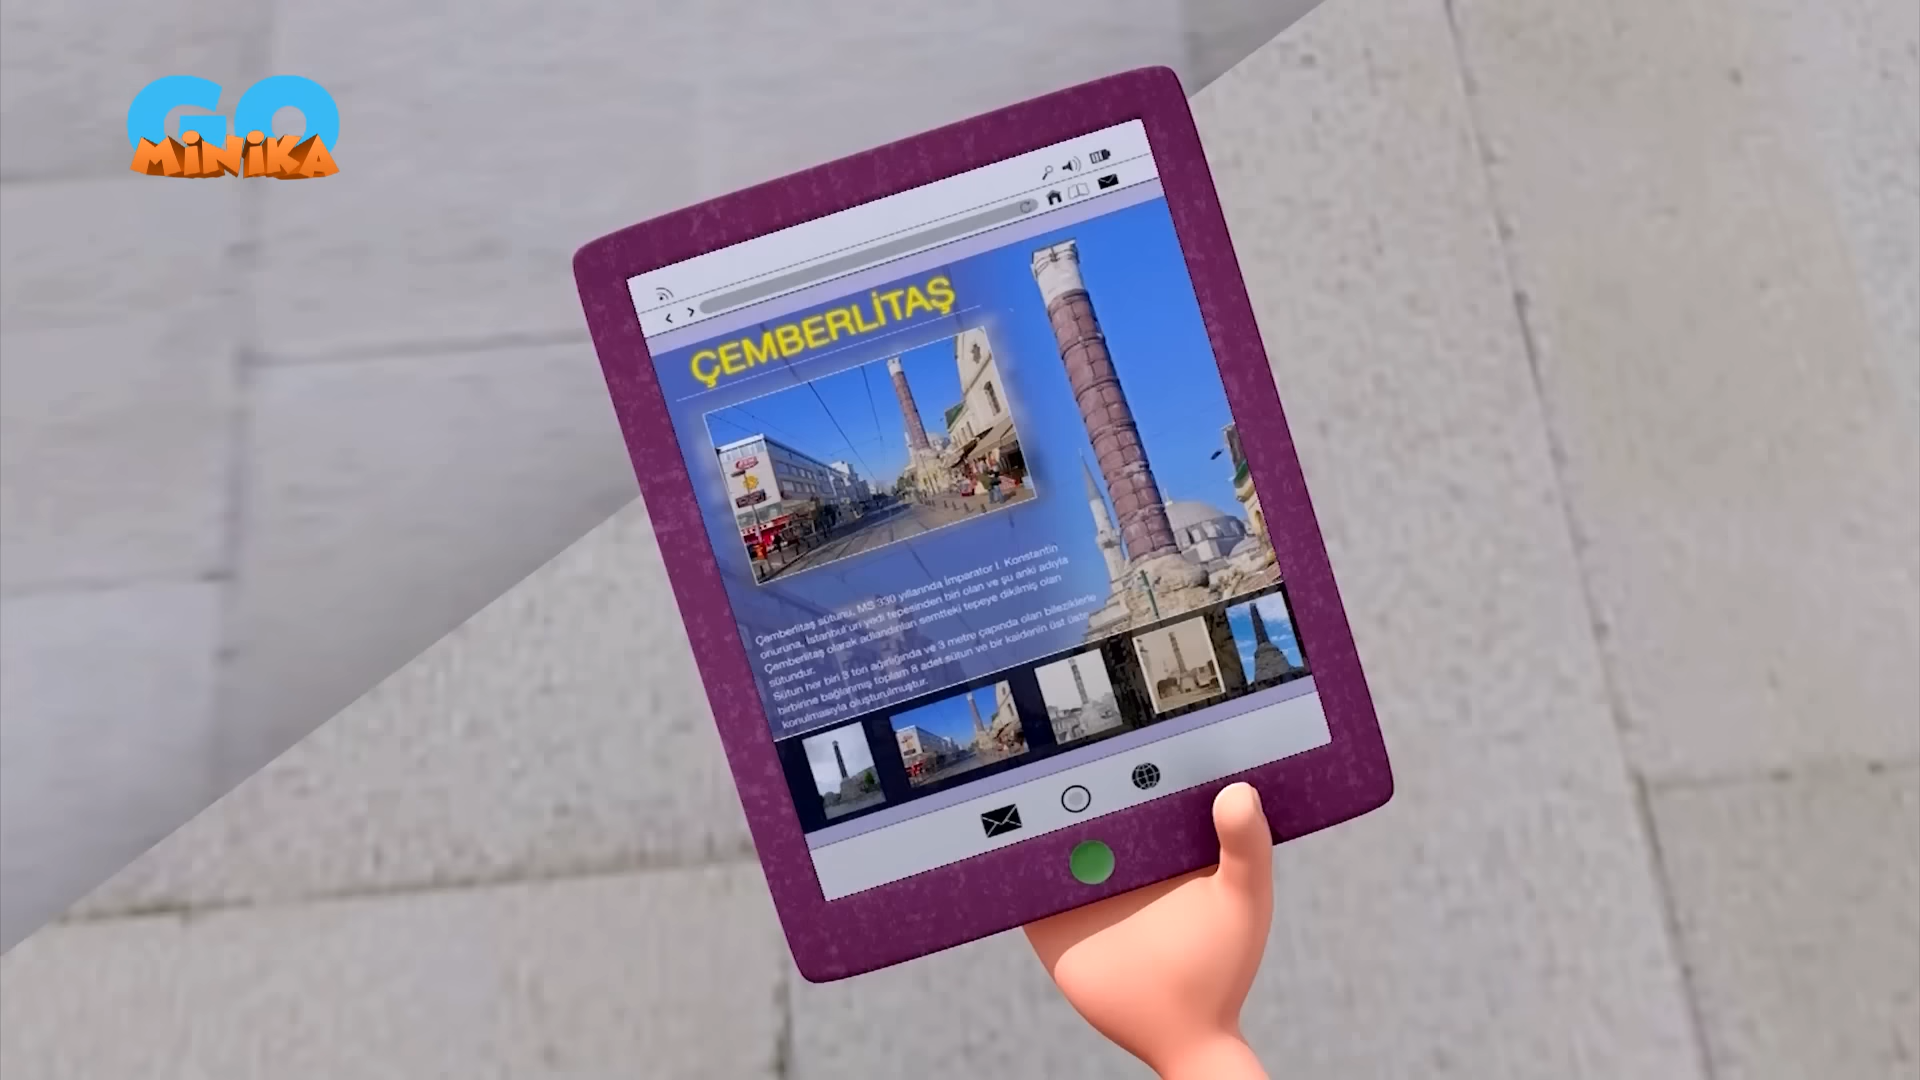 GO
MiNiKA
ÇEMBERLİTAŞ
Çemberlitaş sütunu, MS 330 yıllarında İmparator I. Konstantin
onuruna, İstanbul'un yedi tepesinden biri olan ve şu anki adıyla
Çemberlitaş olarak adlandırılan semtteki tepeye dikilmiş olan
sütundur.
Sütun her biri 3 ton ağırlığında ve 3 metre çapında olan bileziklerle
birbirine bağlanmış toplam 8 adet sütun ve bir kaidenin üst üste
konulmasıyla oluşturulmuştur.